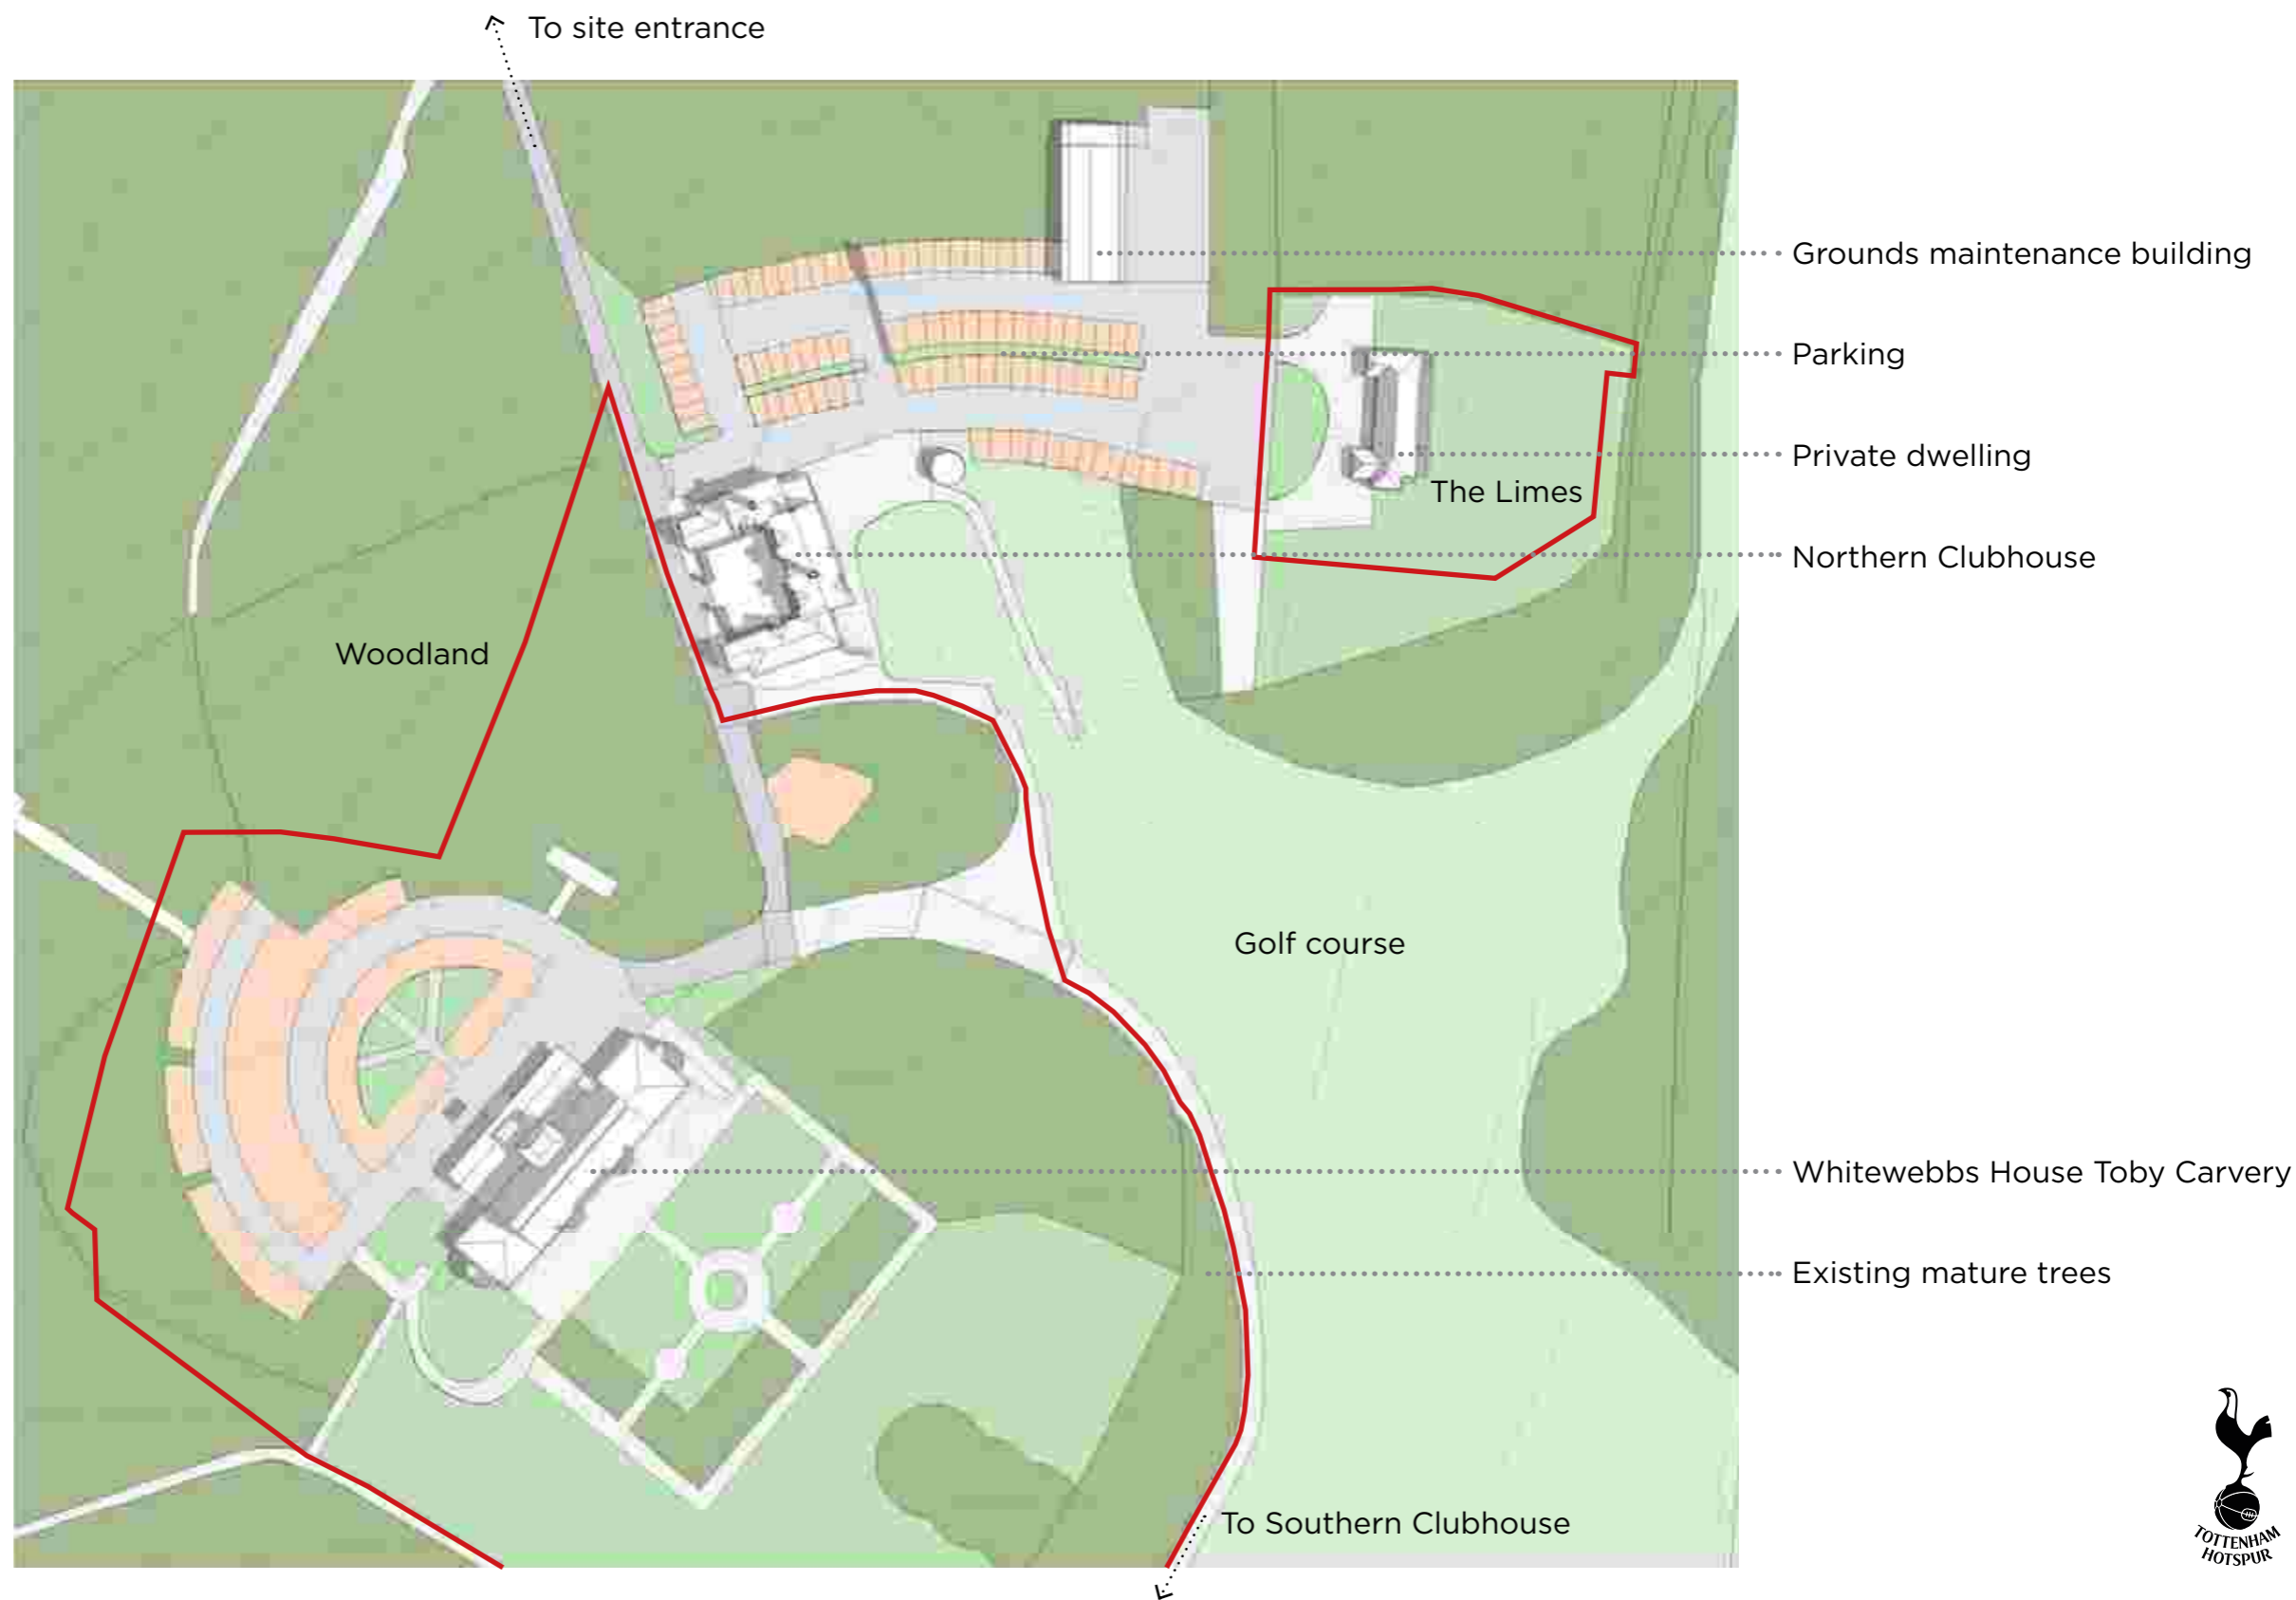 To site entrance
Grounds maintenance building
Parking
Private dwelling
The Limes
Northern Clubhouse
Woodland
Golf course
Whitewebbs House Toby Carvery
Existing mature trees
To Southern Clubhouse
TOTTENHAM
HOTSPUR